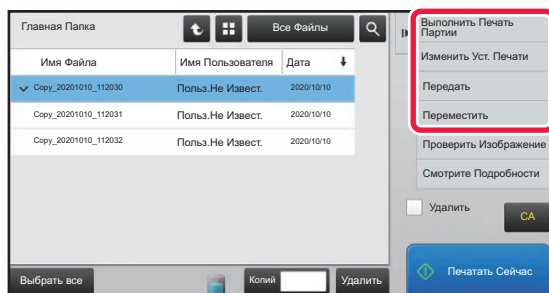 Главная Папка
Все Файлы
Имя Файла
Имя Пользователя
Дата
Copy_20201010_112030
Польз.Не Извест.
2020/10/10
Copy_20201010_112031
Польз.Не Извест.
2020/10/10
Copy_20201010_112032
Польз.Не Извест.
2020/10/10
Выбрать все
Копий
Удалить
Выполнить Печать
Партии
Изменить Уст. Печати
Передать
Переместить
Проверить Изображение
Смотрите Подробности
Удалить
CA
Печатать Сейчас